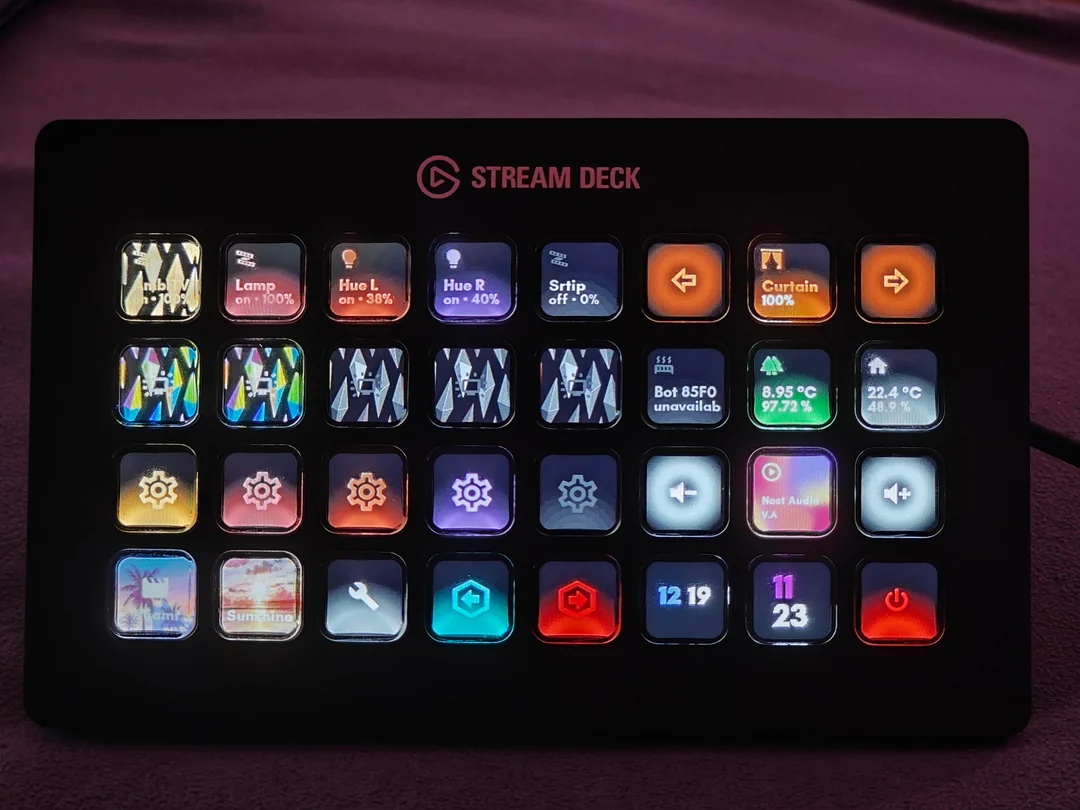 STREAM DECK
Lamp
on • 100%
Hue L
on • 38%
Hue R
on • 40%
Srtip
off • 0%
Curtain
100%
Bot 85F0
unavailab
8.95 °C
97.72 %
22.4 °C
48.9 %
Nest Audio
V.4
Sunshine
12 19
11
23